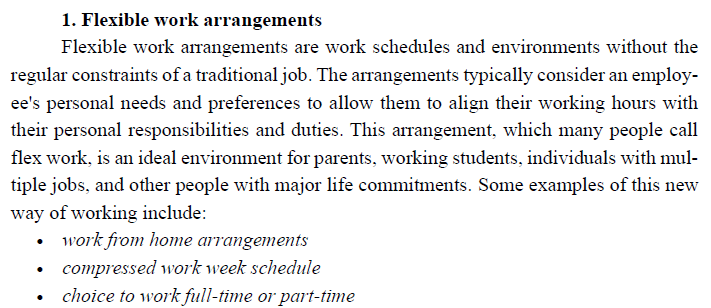 1. Flexible work arrangements
Flexible work arrangements are work schedules and environments without the
regular constraints of a traditional job. The arrangements typically consider an employ-
ee's personal needs and preferences to allow them to align their working hours with
their personal responsibilities and duties. This arrangement, which many people call
flex work, is an ideal environment for parents, working students, individuals with mul-
tiple jobs, and other people with major life commitments. Some examples of this new
way of working include:
• work from home arrangements
• compressed work week schedule
• choice to work full-time or part-time